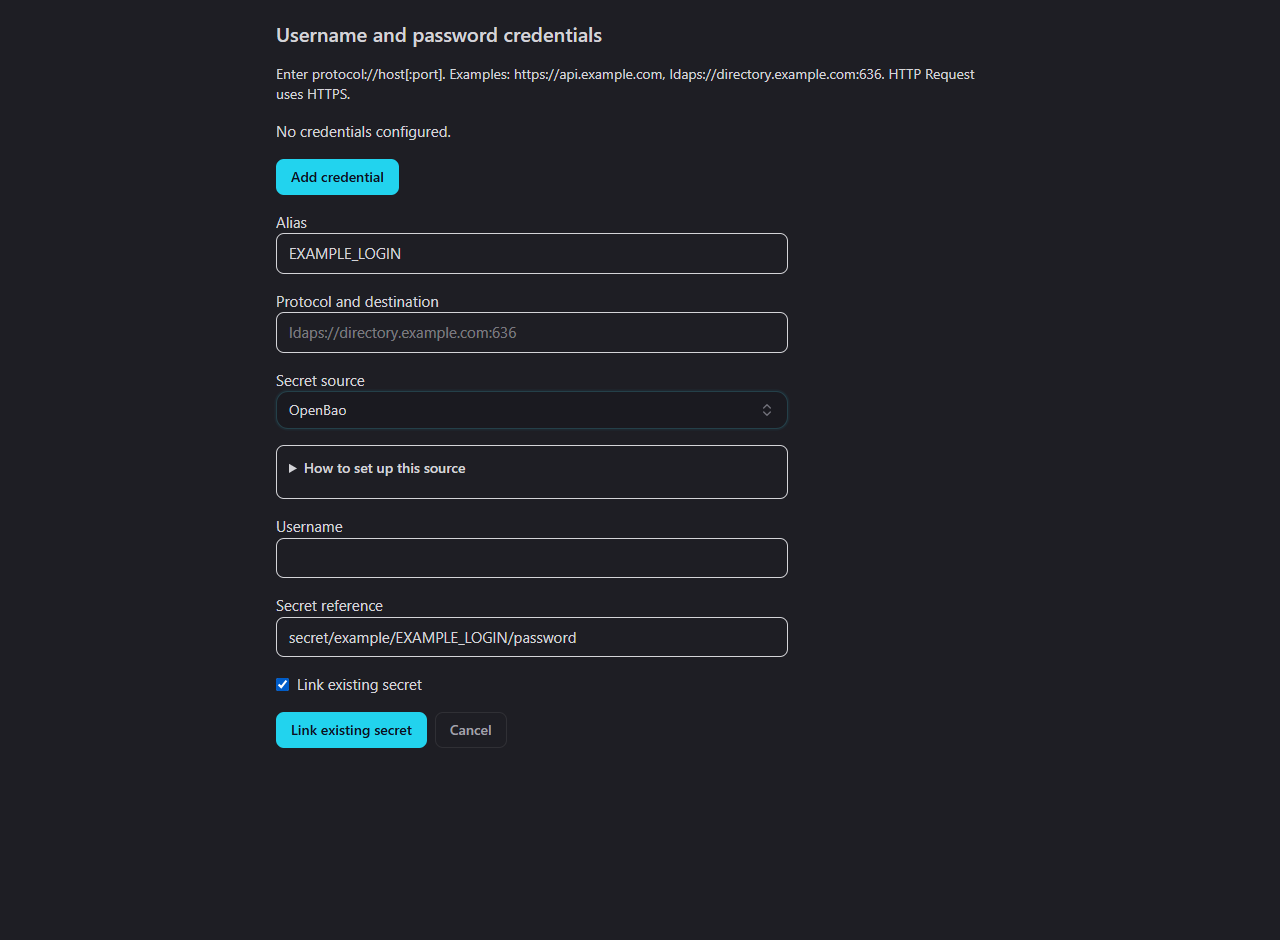 Username and password credentials
Enter protocol://host[:port]. Examples: https://api.example.com, ldaps://directory.example.com:636. HTTP Request
uses HTTPS.
No credentials configured.
Add credential
Alias
EXAMPLE_LOGIN
Protocol and destination
ldaps://directory.example.com:636
Secret source
OpenBao
How to set up this source
Username
Secret reference
secret/example/EXAMPLE_LOGIN/password
Link existing secret
Link existing secret
Cancel